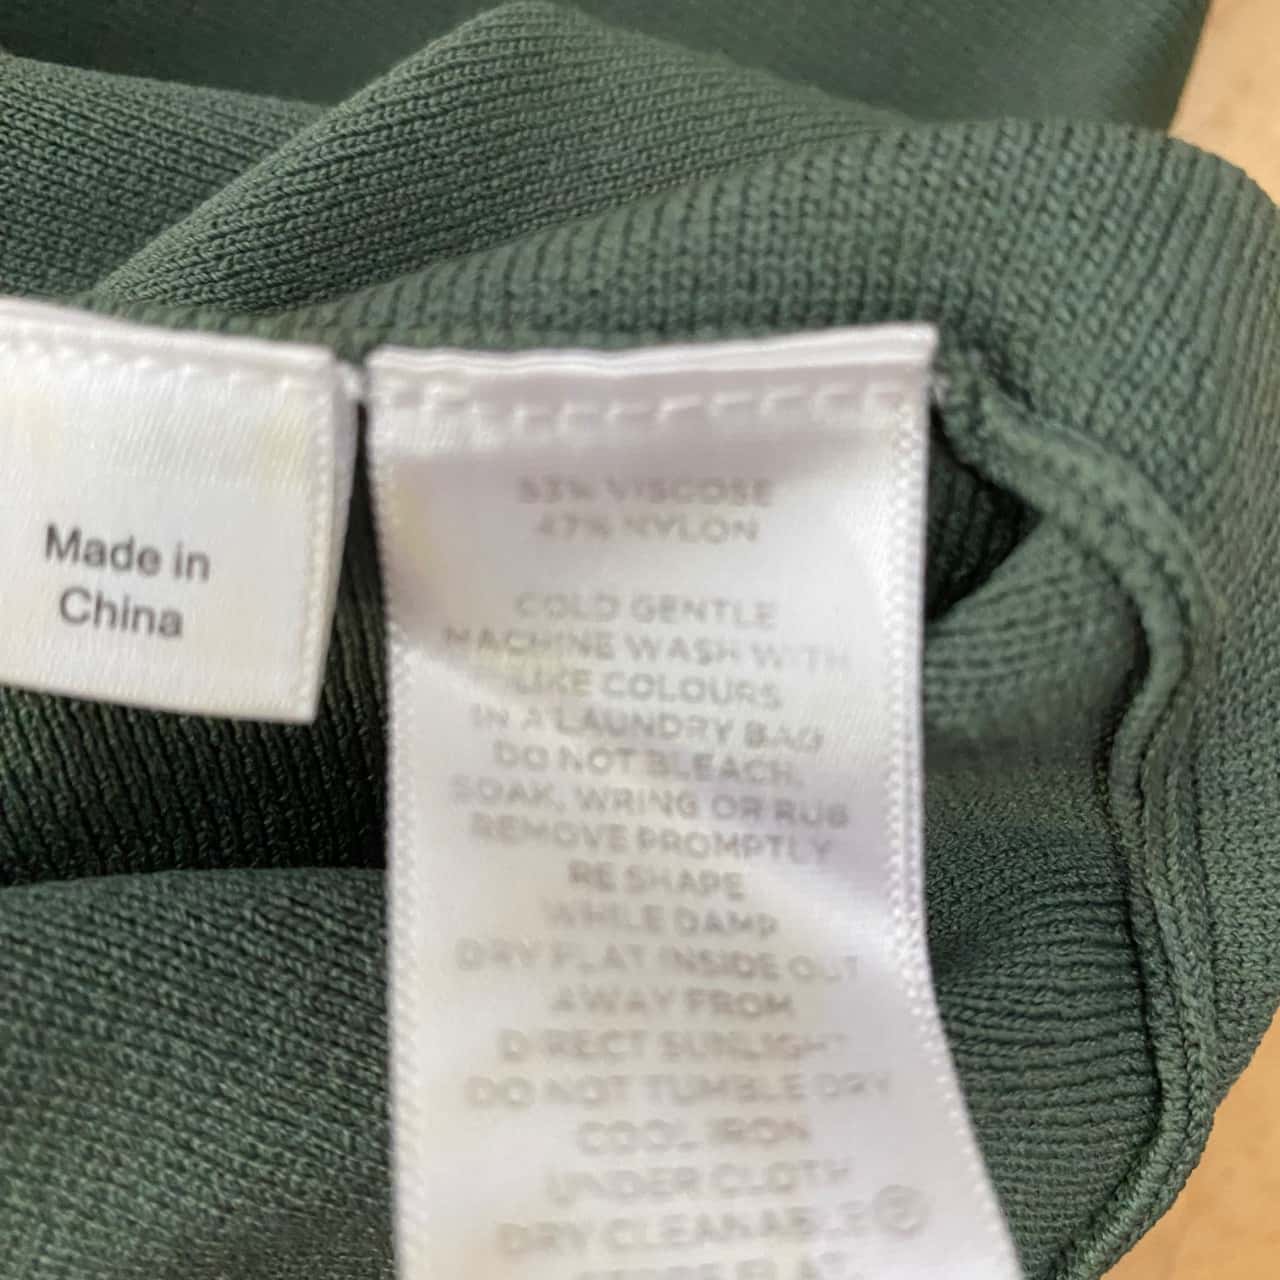 Made in
China
53% VISCOSE
47% NYLON
COLD GENTLE
MACHINE WASH WITH
LIKE COLOURS
IN A LAUNDRY BAG
DO NOT BLEACH,
SOAK, WRING OR RUB
REMOVE PROMPTLY
RE SHAPE
WHILE DAMP
DRY FLAT INSIDE OUT
AWAY FROM
DIRECT SUNLIGHT
DO NOT TUMBLE DRY
COOL IRON
UNDER CLOTH
DRY CLEANABLE Ⓟ
FLAT.